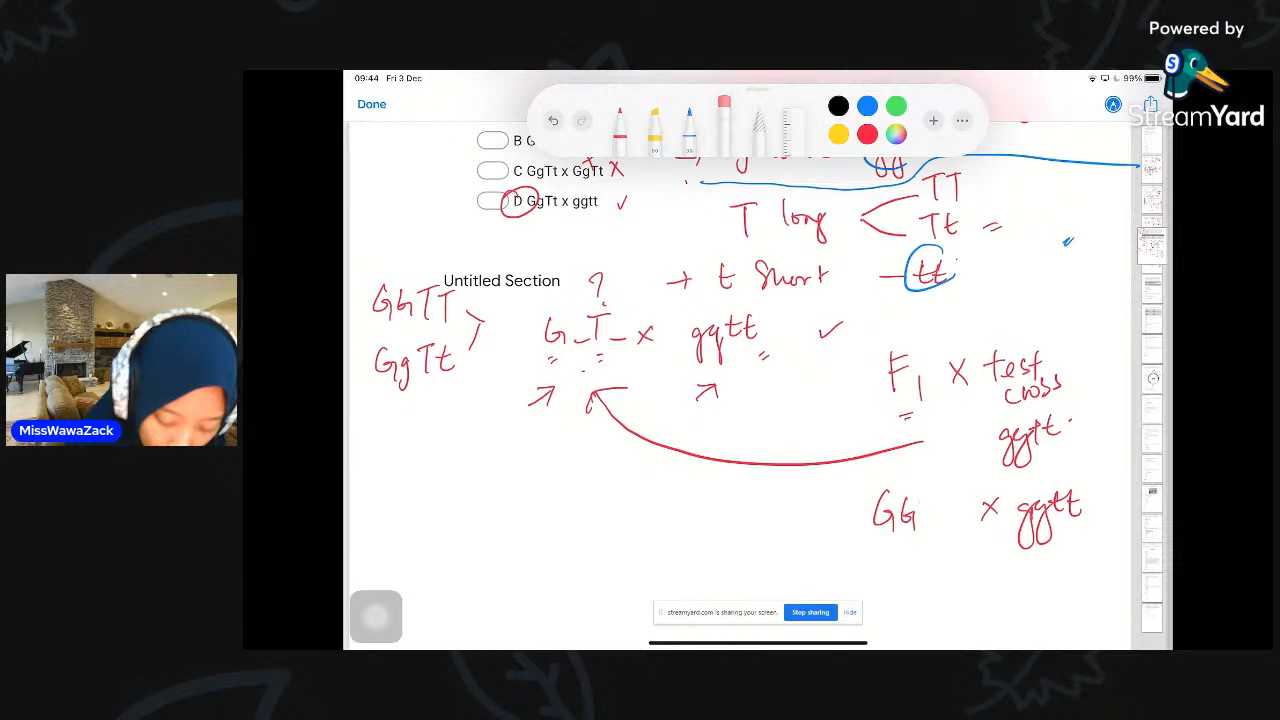 Powered by
StreamYard
09:44 Fri 3 Dec
99%
Done
B G
C GgTt x GgTt x
D GgTt x ggtt ✓
gg
T long
TT
Tt =
→ t short - tt
Untitled Section
?
GGTT
GgTt
G_T_ x ggtt ✓
F1 x test
cross
ggtt
GG x ggtt
MissWawaZack
streamyard.com is sharing your screen.
Stop sharing
Hide